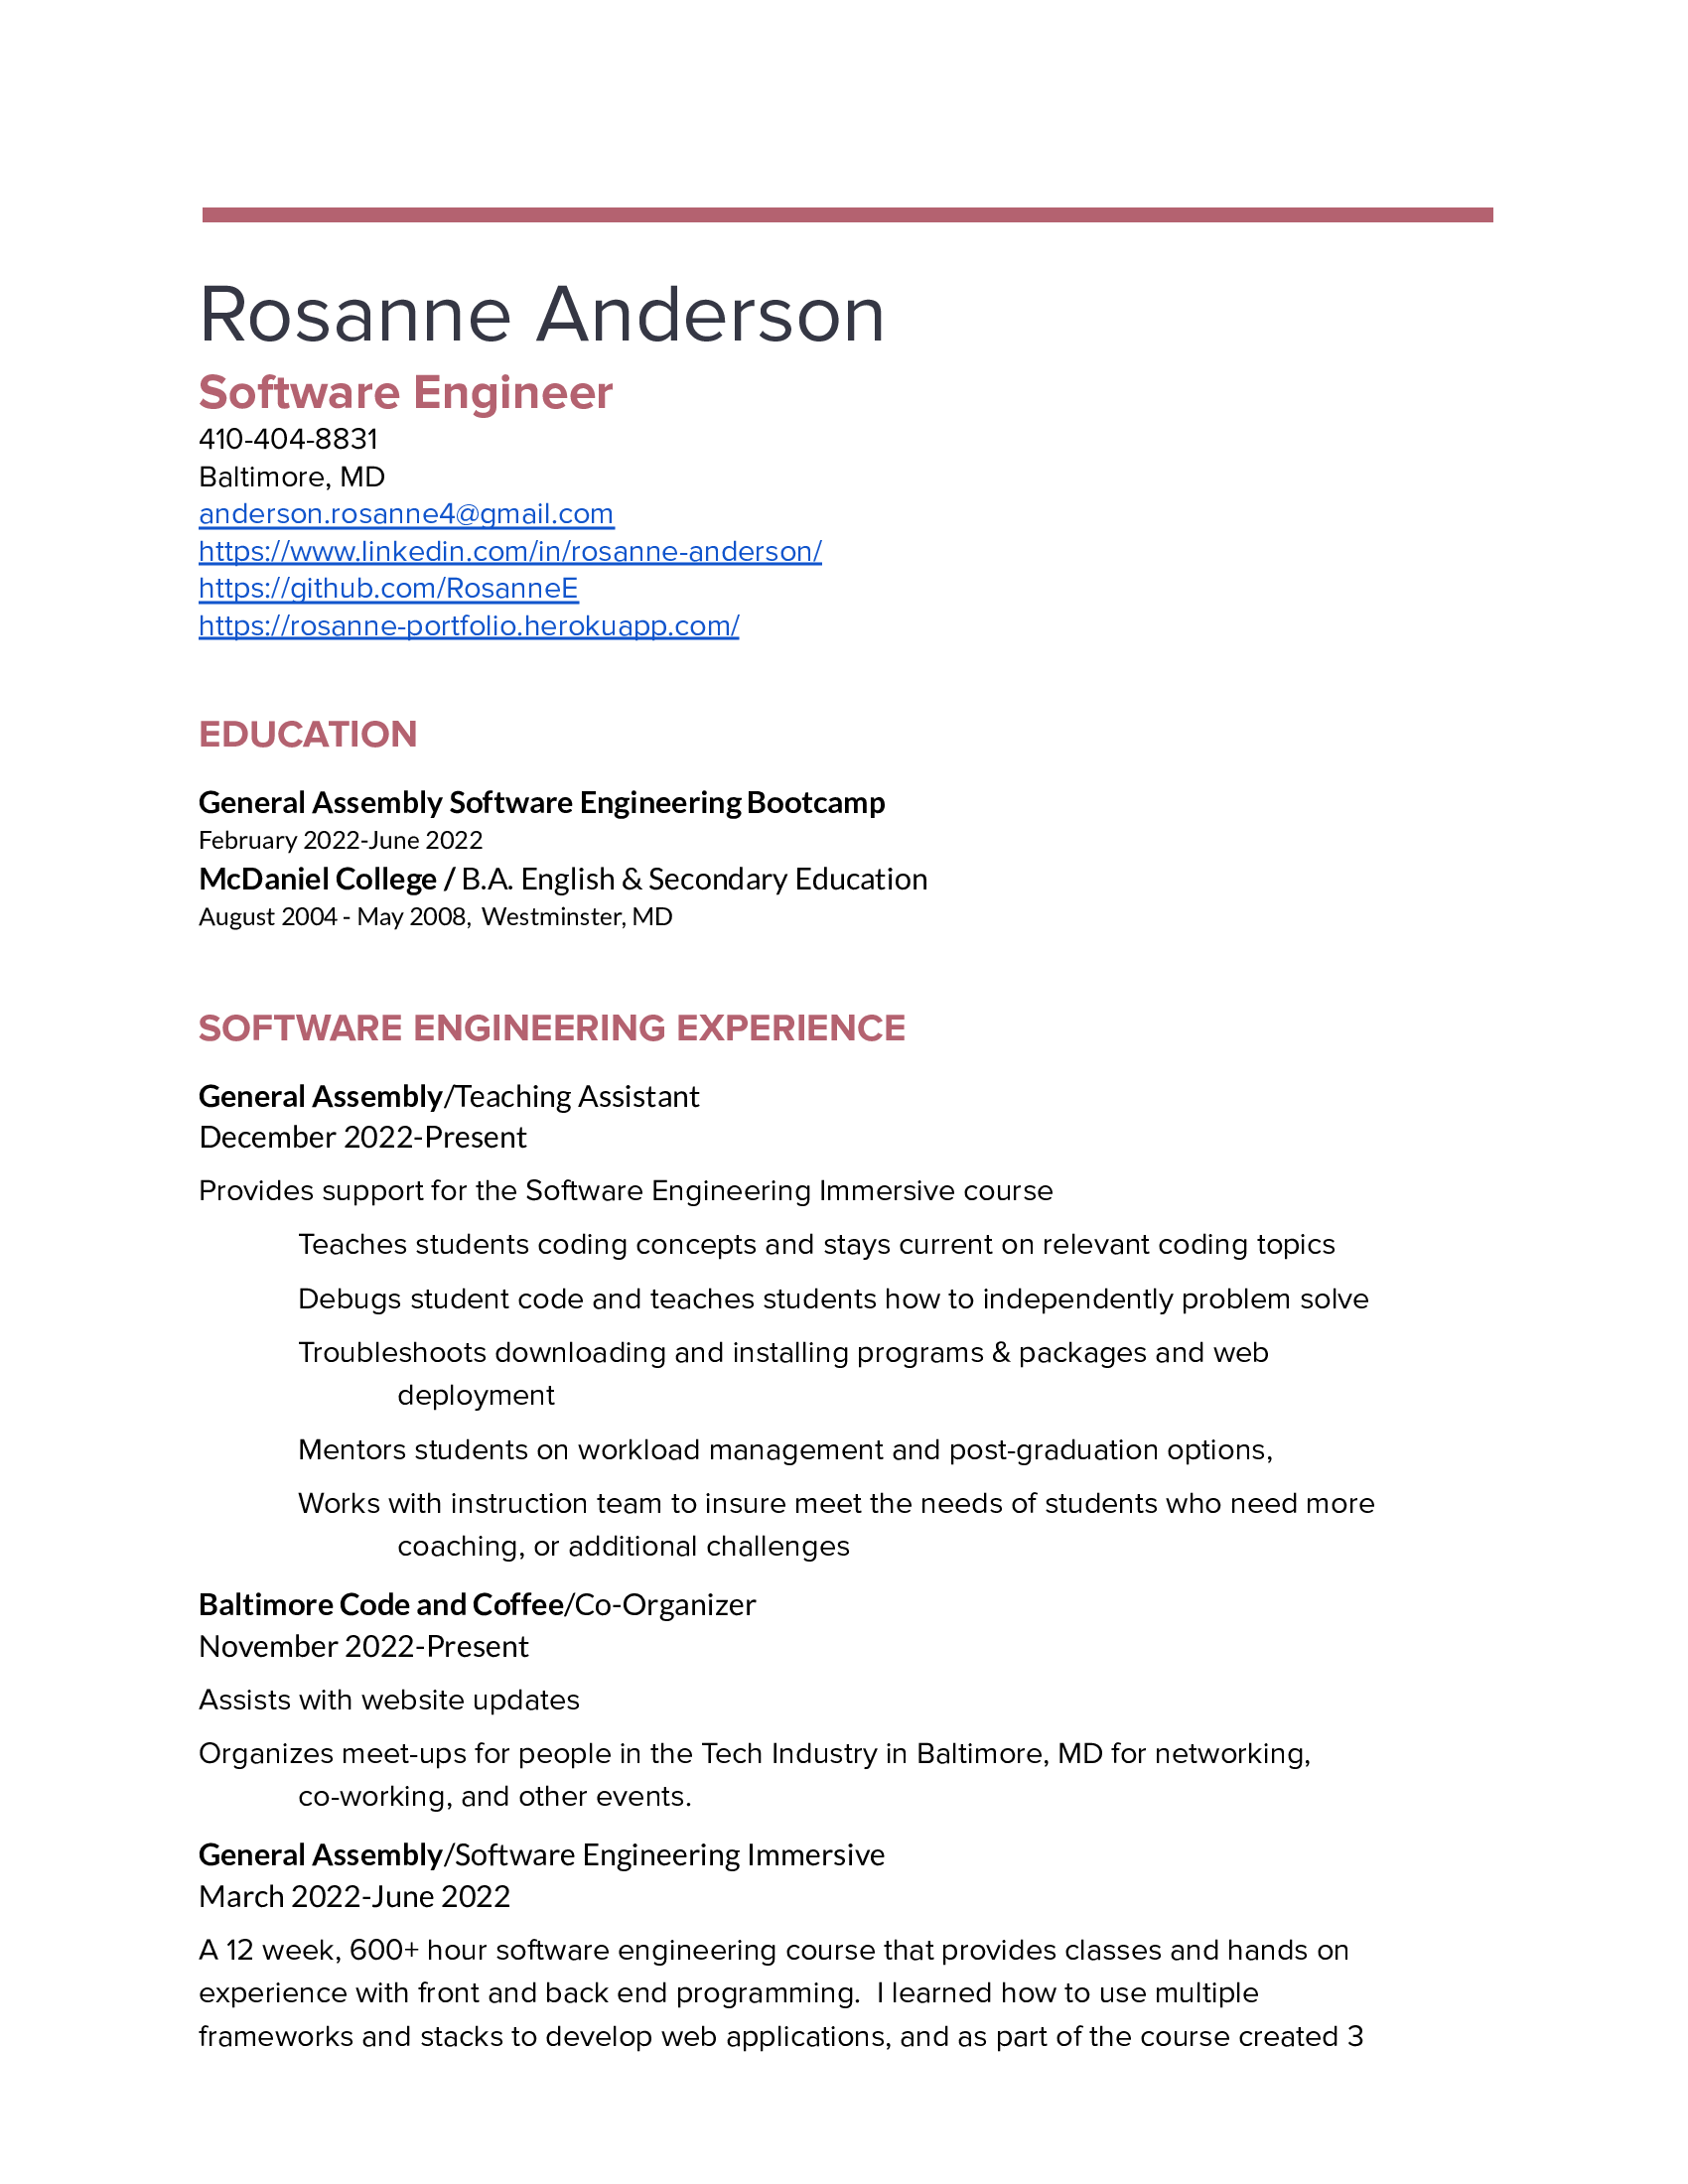 Rosanne Anderson
Software Engineer
410-404-8831
Baltimore, MD
anderson.rosanne4@gmail.com
https://www.linkedin.com/in/rosanne-anderson/
https://github.com/RosanneE
https://rosanne-portfolio.herokuapp.com/
EDUCATION
General Assembly Software Engineering Bootcamp
February 2022-June 2022
McDaniel College / B.A. English & Secondary Education
August 2004 - May 2008, Westminster, MD
SOFTWARE ENGINEERING EXPERIENCE
General Assembly/Teaching Assistant
December 2022-Present
Provides support for the Software Engineering Immersive course
Teaches students coding concepts and stays current on relevant coding topics
Debugs student code and teaches students how to independently problem solve
Troubleshoots downloading and installing programs & packages and web
deployment
Mentors students on workload management and post-graduation options,
Works with instruction team to insure meet the needs of students who need more
coaching, or additional challenges
Baltimore Code and Coffee/Co-Organizer
November 2022-Present
Assists with website updates
Organizes meet-ups for people in the Tech Industry in Baltimore, MD for networking,
co-working, and other events.
General Assembly/Software Engineering Immersive
March 2022-June 2022
A 12 week, 600+ hour software engineering course that provides classes and hands on
experience with front and back end programming.  I learned how to use multiple
frameworks and stacks to develop web applications, and as part of the course created 3